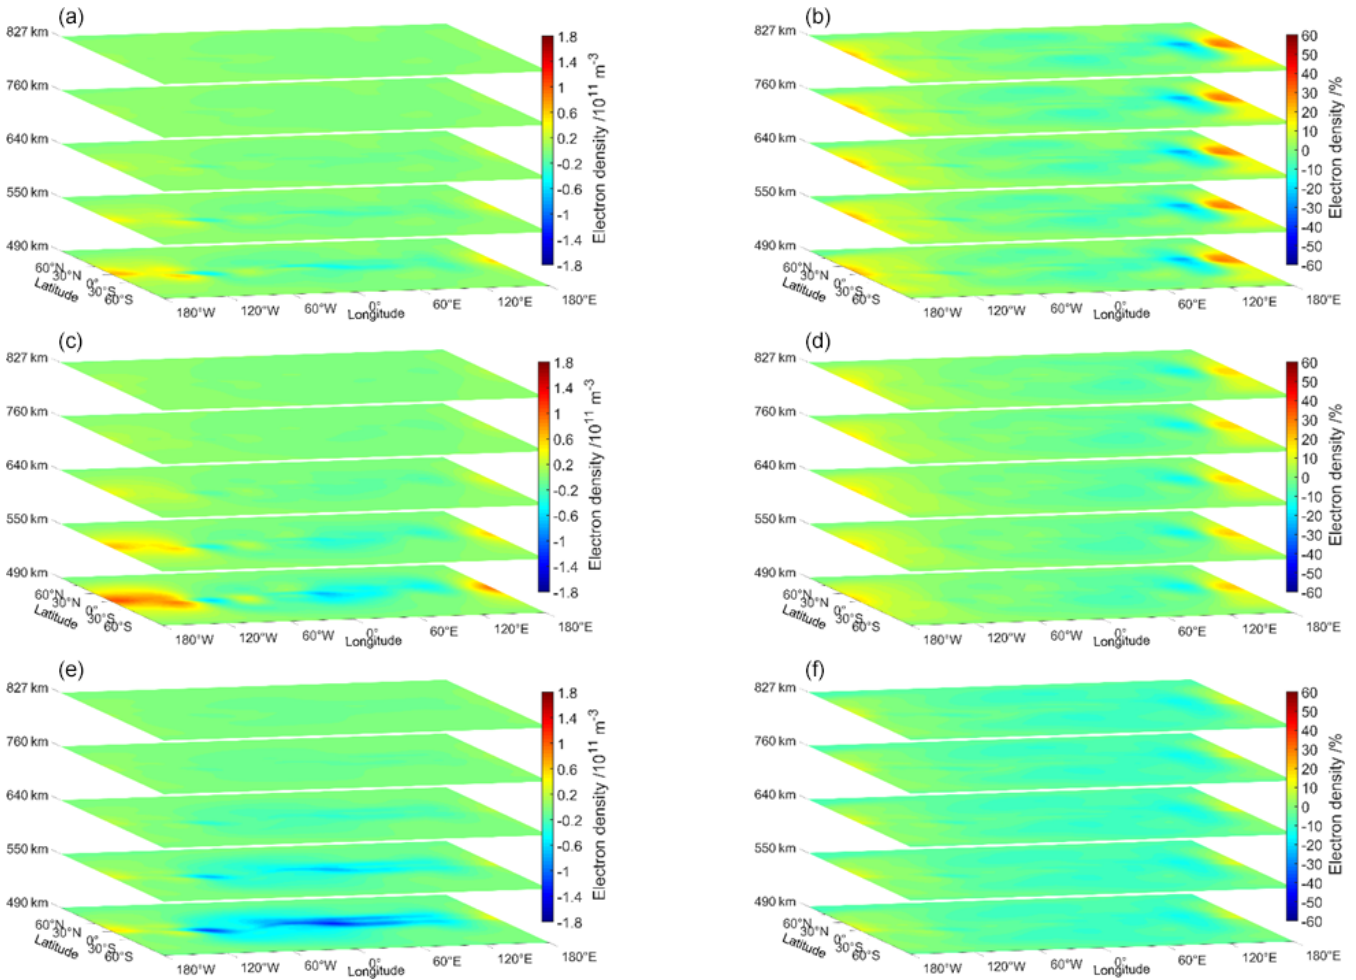 (a)
827 km
760 km
640 km
550 km
490 km
60°N
30°N
0°
30°S
60°S
Latitude
180°W
120°W
60°W
0°
60°E
120°E
180°E
Longitude
1.8
1.4
1
0.6
0.2
-0.2
-0.6
-1
-1.4
-1.8
Electron density /10¹¹ m⁻³
(b)
827 km
760 km
640 km
550 km
490 km
60°N
30°N
0°
30°S
60°S
Latitude
180°W
120°W
60°W
0°
60°E
120°E
180°E
Longitude
60
50
40
30
20
10
0
-10
-20
-30
-40
-50
-60
Electron density /%
(c)
827 km
760 km
640 km
550 km
490 km
60°N
30°N
0°
30°S
60°S
Latitude
180°W
120°W
60°W
0°
60°E
120°E
180°E
Longitude
1.8
1.4
1
0.6
0.2
-0.2
-0.6
-1
-1.4
-1.8
Electron density /10¹¹ m⁻³
(d)
827 km
760 km
640 km
550 km
490 km
60°N
30°N
0°
30°S
60°S
Latitude
180°W
120°W
60°W
0°
60°E
120°E
180°E
Longitude
60
50
40
30
20
10
0
-10
-20
-30
-40
-50
-60
Electron density /%
(e)
827 km
760 km
640 km
550 km
490 km
60°N
30°N
0°
30°S
60°S
Latitude
180°W
120°W
60°W
0°
60°E
120°E
180°E
Longitude
1.8
1.4
1
0.6
0.2
-0.2
-0.6
-1
-1.4
-1.8
Electron density /10¹¹ m⁻³
(f)
827 km
760 km
640 km
550 km
490 km
60°N
30°N
0°
30°S
60°S
Latitude
180°W
120°W
60°W
0°
60°E
120°E
180°E
Longitude
60
50
40
30
20
10
0
-10
-20
-30
-40
-50
-60
Electron density /%